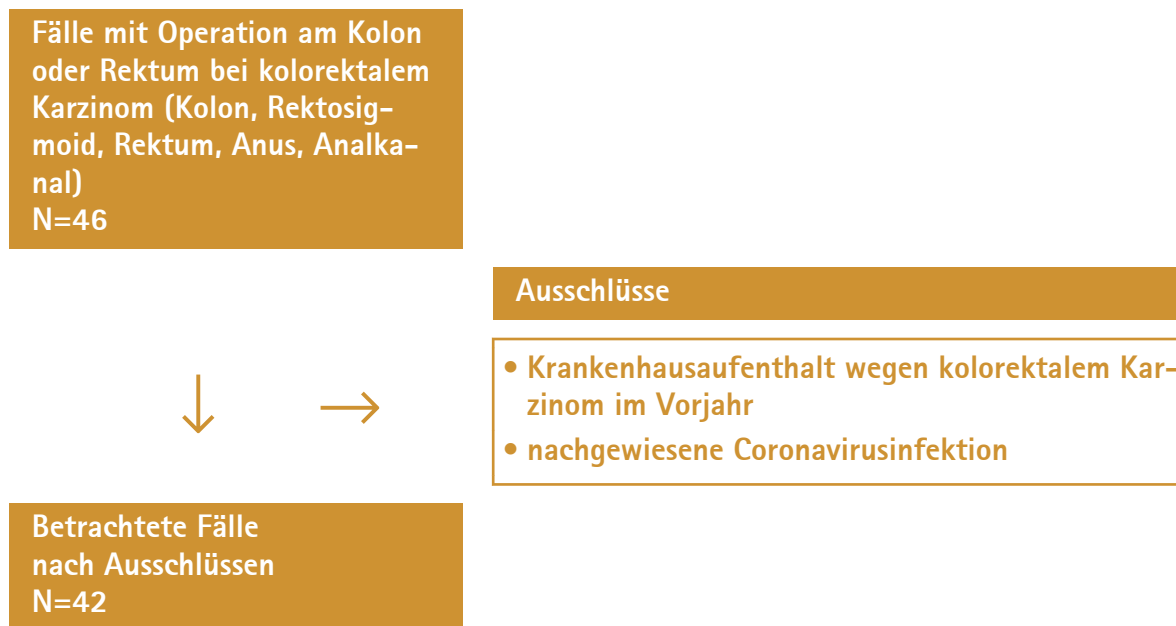 Fälle mit Operation am Kolon
oder Rektum bei kolorektalem
Karzinom (Kolon, Rektosig-
moid, Rektum, Anus, Analka-
nal)
N=46
Ausschlüsse
• Krankenhausaufenthalt wegen kolorektalem Kar-
zinom im Vorjahr
• nachgewiesene Coronavirusinfektion
Betrachtete Fälle
nach Ausschlüssen
N=42